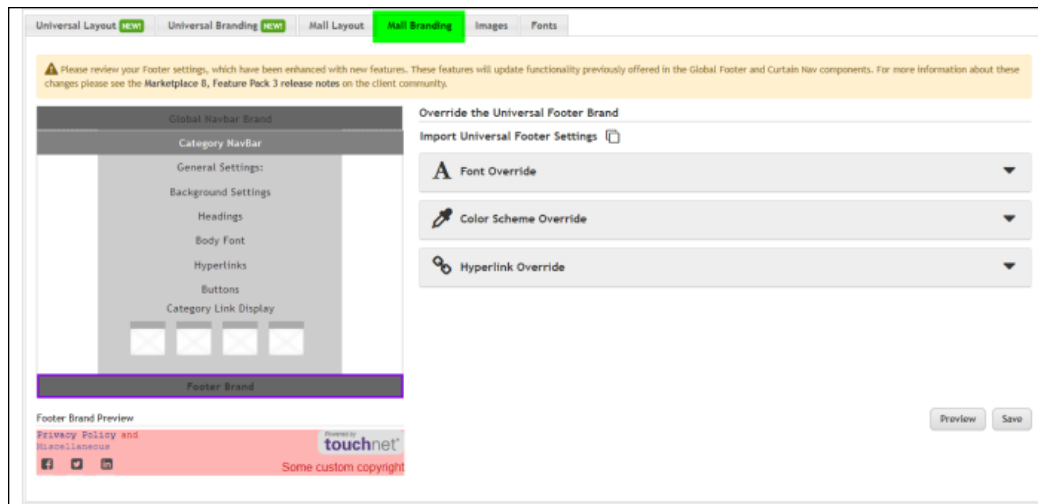 Universal Layout NEW!
Universal Branding NEW!
Mall Layout
Mall Branding
Images
Fonts
Please review your Footer settings, which have been enhanced with new features. These features will update functionality previously offered in the Global Footer and Curtain Nav components. For more information about these
changes please see the Marketplace 8, Feature Pack 3 release notes on the client community.
Global Navbar Brand
Category NavBar
General Settings:
Background Settings
Headings
Body Font
Hyperlinks
Buttons
Category Link Display
Footer Brand
Footer Brand Preview
Privacy Policy and
Miscellaneous
Powered by
touchnet
Some custom copyright
Override the Universal Footer Brand
Import Universal Footer Settings
Font Override
Color Scheme Override
Hyperlink Override
Preview
Save